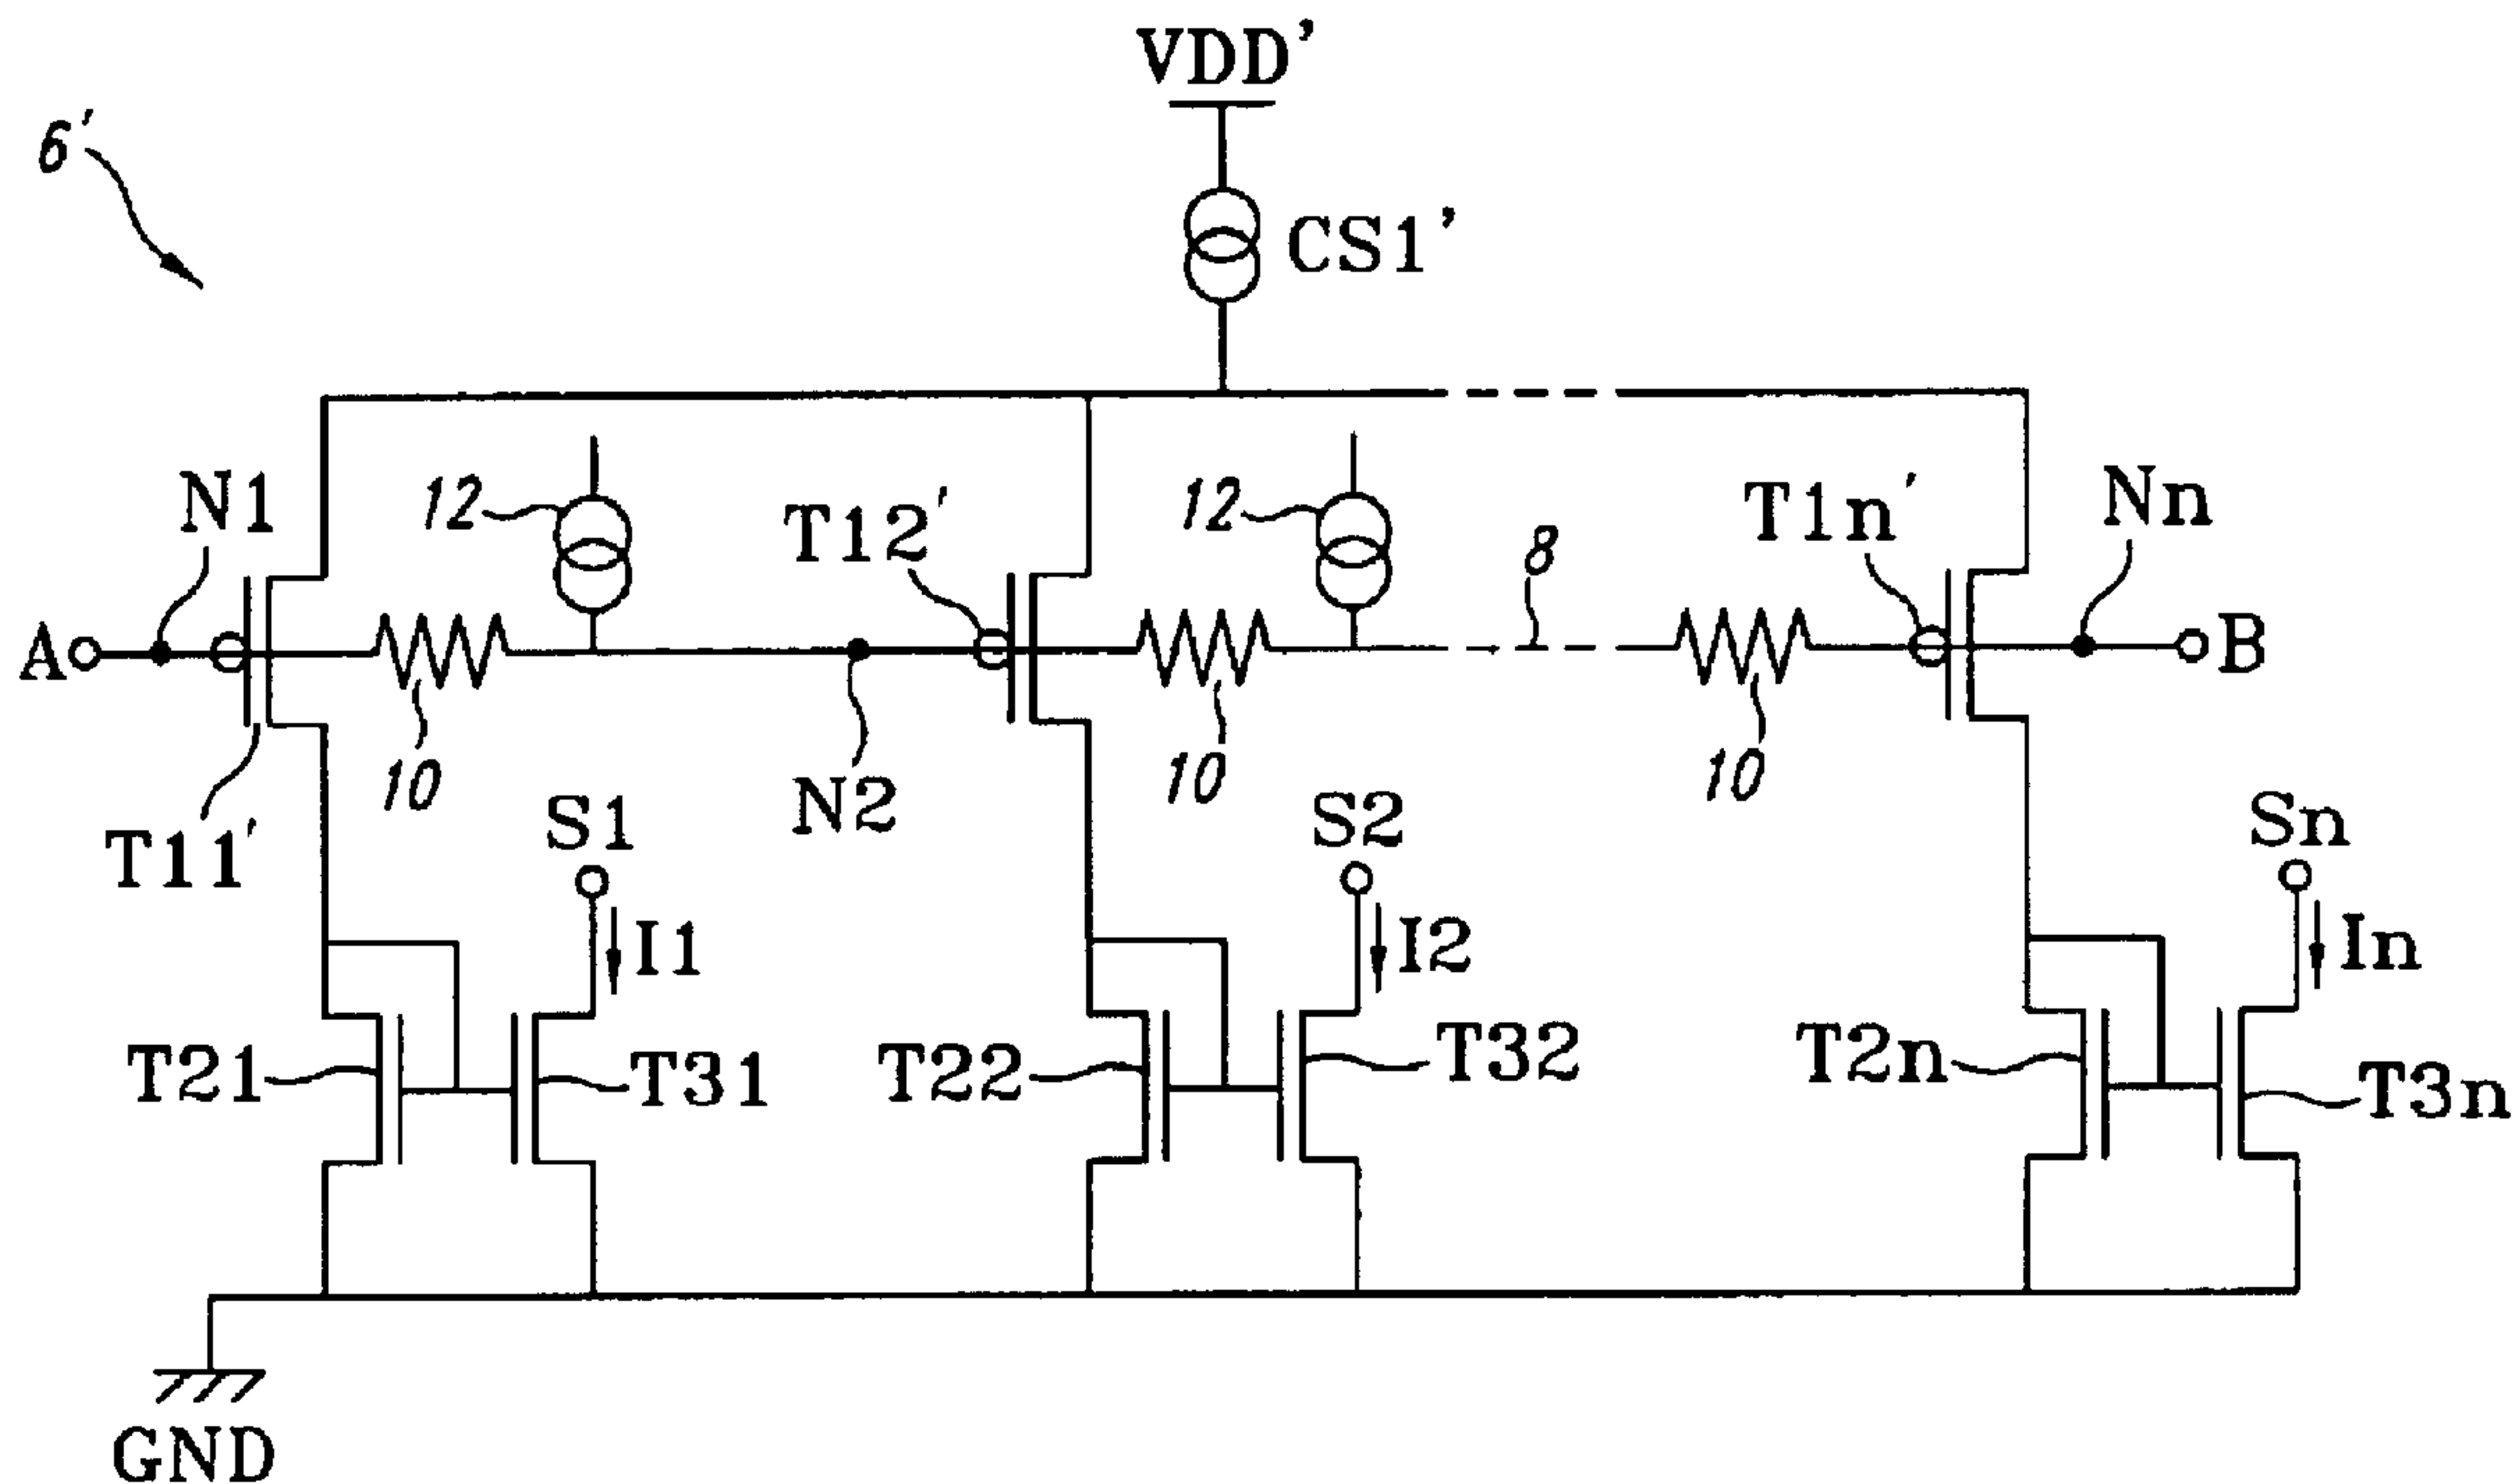 VDD'
6'
CS1'
N1
12
T12'
12
8
T1n'
Nn
A
B
10
N2
10
10
T11'
S1
S2
Sn
I1
I2
In
T21
T31
T22
T32
T2n
T3n
GND